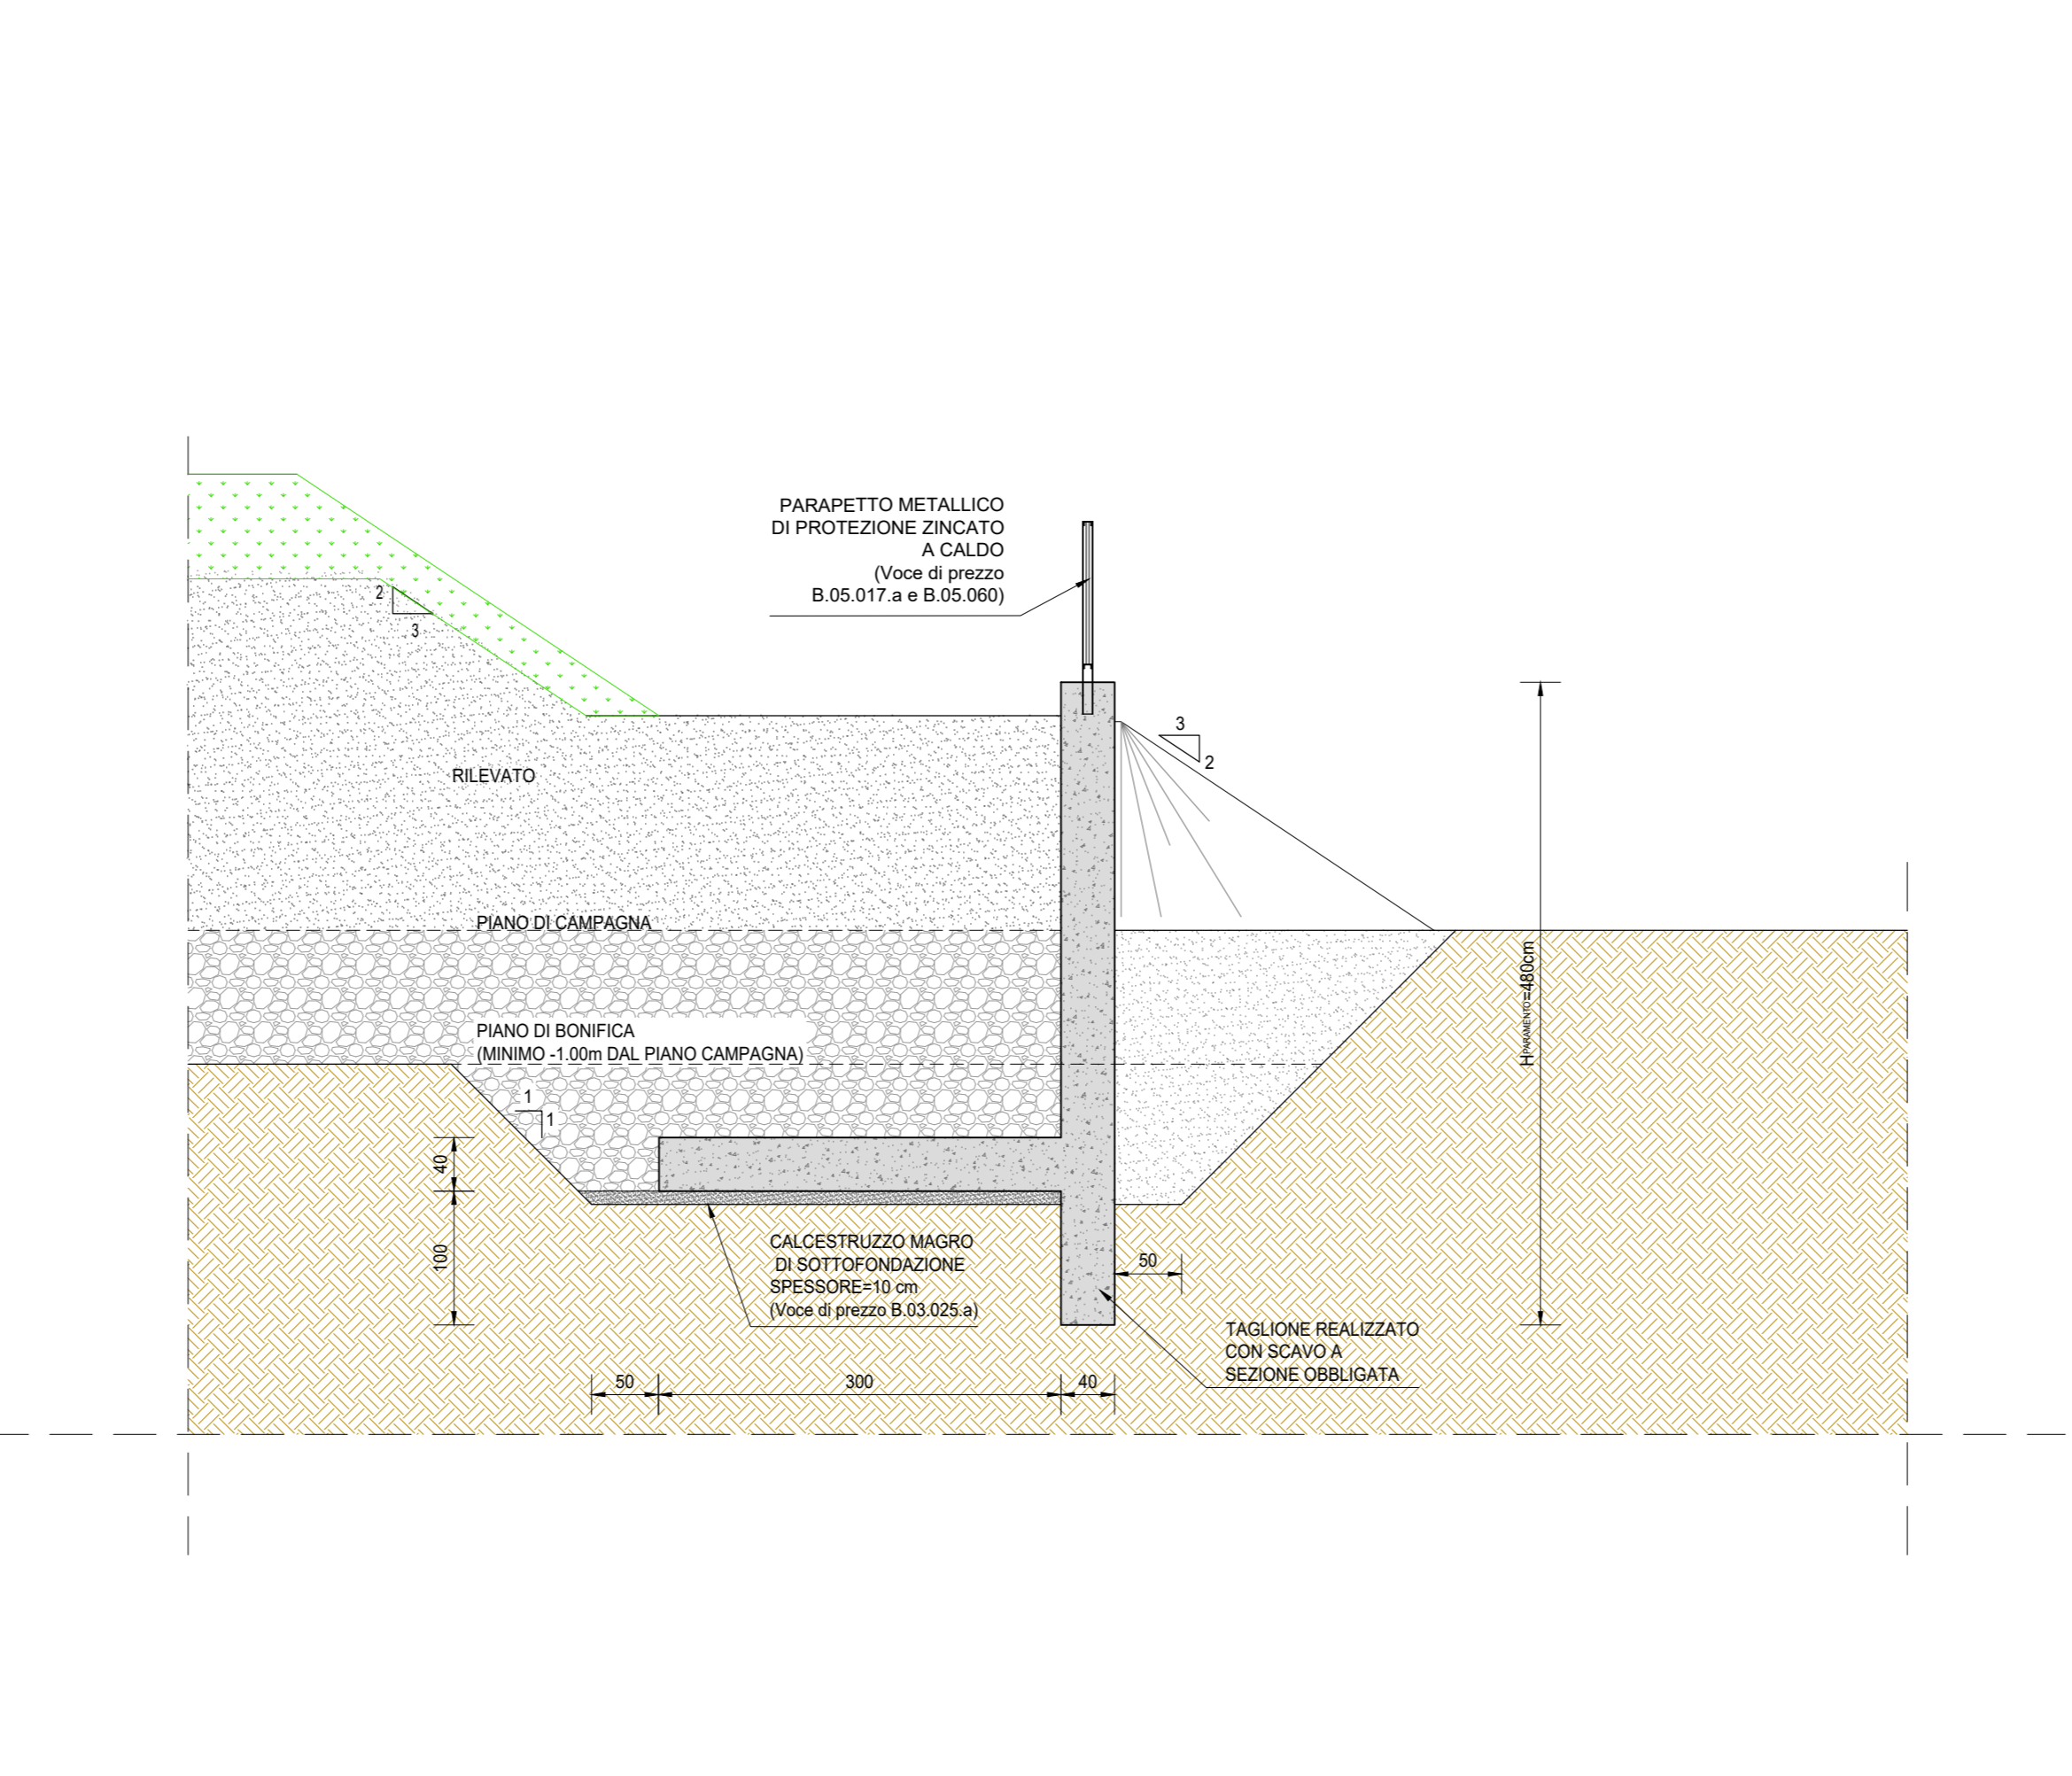 PARAPETTO METALLICO
DI PROTEZIONE ZINCATO
A CALDO
(Voce di prezzo
B.05.017.a e B.05.060)
2
3
3
2
RILEVATO
PIANO DI CAMPAGNA
HPARAMENTO=480cm
PIANO DI BONIFICA
(MINIMO -1.00m DAL PIANO CAMPAGNA)
1
1
40
100
CALCESTRUZZO MAGRO
DI SOTTOFONDAZIONE
SPESSORE=10 cm
(Voce di prezzo B.03.025.a)
50
TAGLIONE REALIZZATO
CON SCAVO A
SEZIONE OBBLIGATA
50
300
40